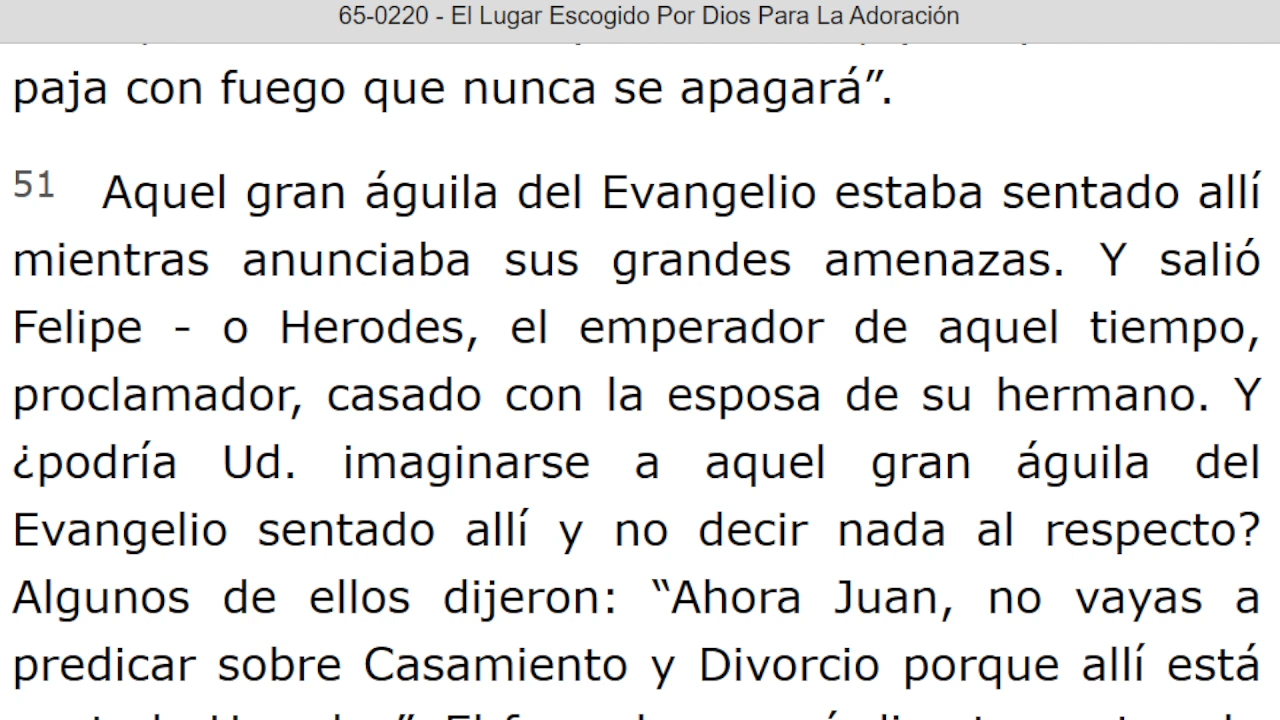 65-0220 - El Lugar Escogido Por Dios Para La Adoración
paja con fuego que nunca se apagará”.
51 Aquel gran águila del Evangelio estaba sentado allí
mientras anunciaba sus grandes amenazas. Y salió
Felipe - o Herodes, el emperador de aquel tiempo,
proclamador, casado con la esposa de su hermano. Y
¿podría Ud. imaginarse a aquel gran águila del
Evangelio sentado allí y no decir nada al respecto?
Algunos de ellos dijeron: “Ahora Juan, no vayas a
predicar sobre Casamiento y Divorcio porque allí está